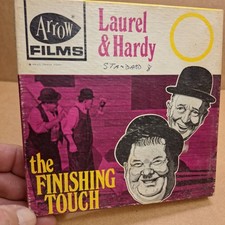 Arrow
FILMS
Laurel
& Hardy
STANDARD 8
the
FINISHING
TOUCH